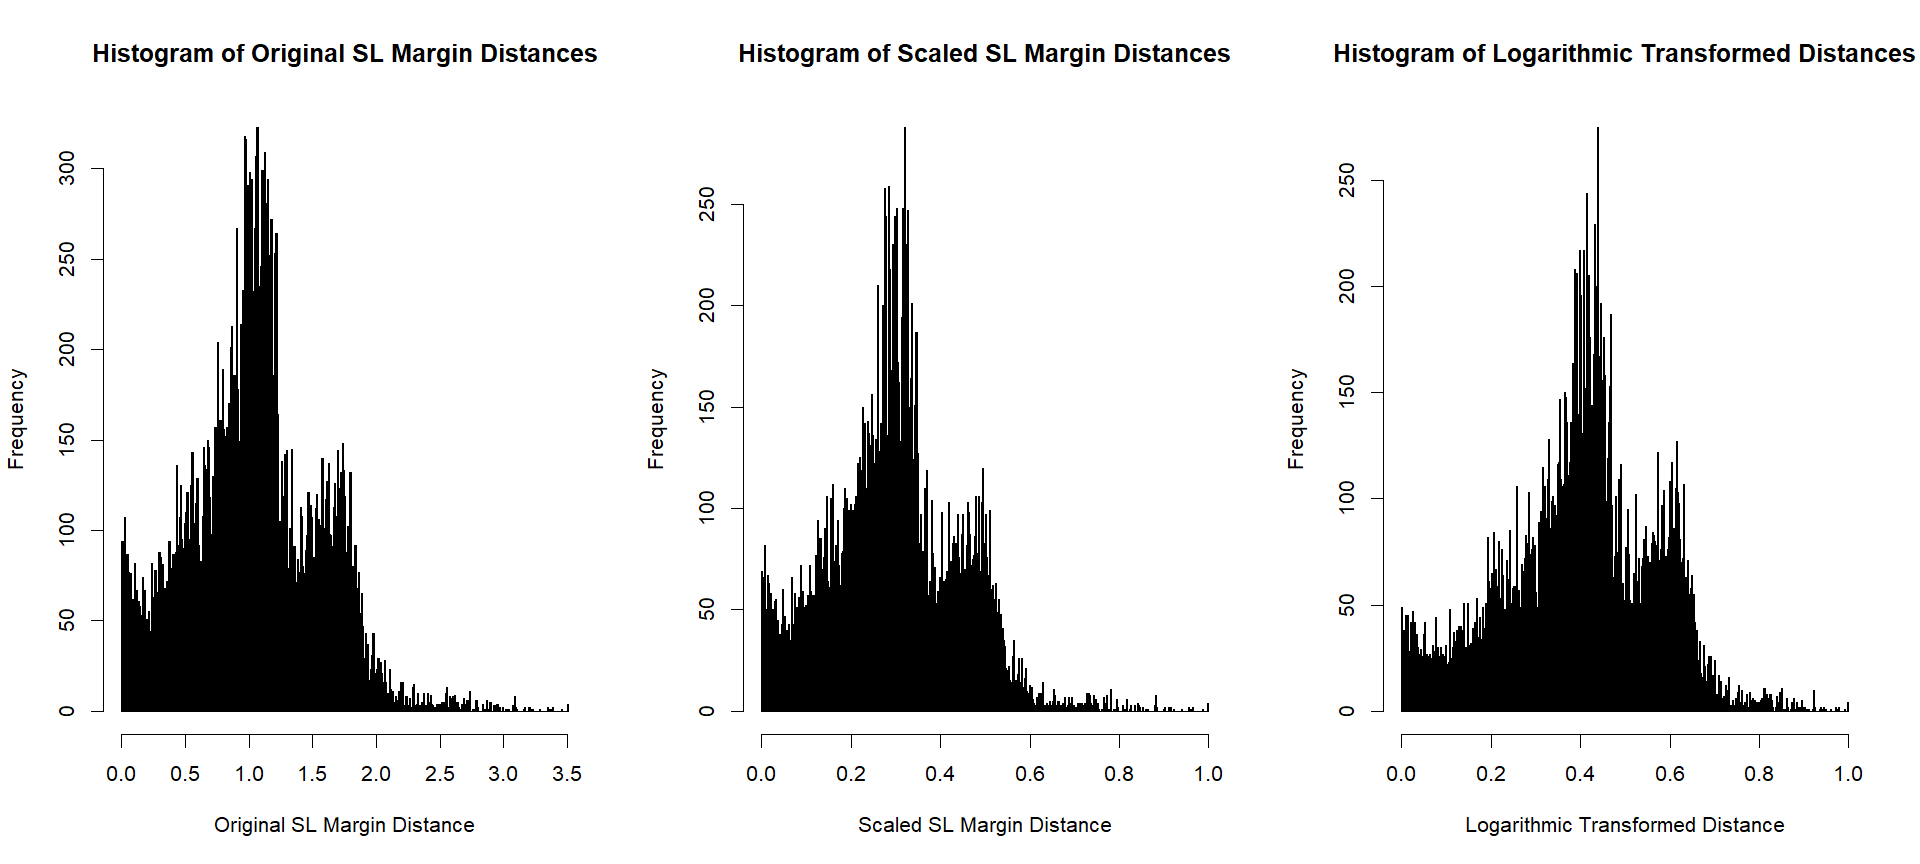 Histogram of Original SL Margin Distances
Frequency
300
250
200
150
100
50
0
0.0 0.5 1.0 1.5 2.0 2.5 3.0 3.5
Original SL Margin Distance
Histogram of Scaled SL Margin Distances
Frequency
250
200
150
100
50
0
0.0 0.2 0.4 0.6 0.8 1.0
Scaled SL Margin Distance
Histogram of Logarithmic Transformed Distances
Frequency
250
200
150
100
50
0
0.0 0.2 0.4 0.6 0.8 1.0
Logarithmic Transformed Distance